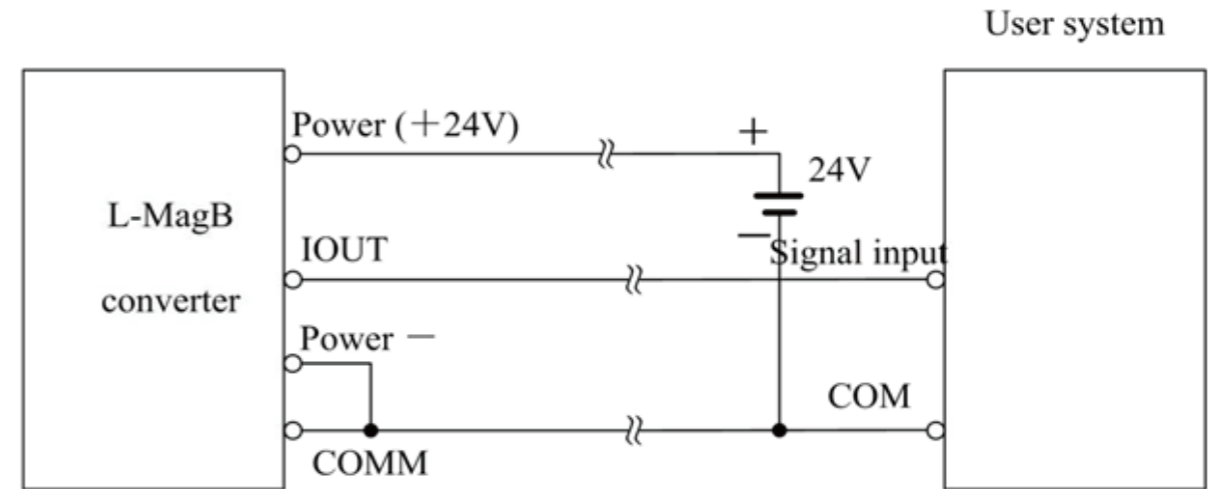 User system
Power (＋24V)
＋
24V
L-MagB
converter
IOUT
－
Signal input
Power －
COM
COMM